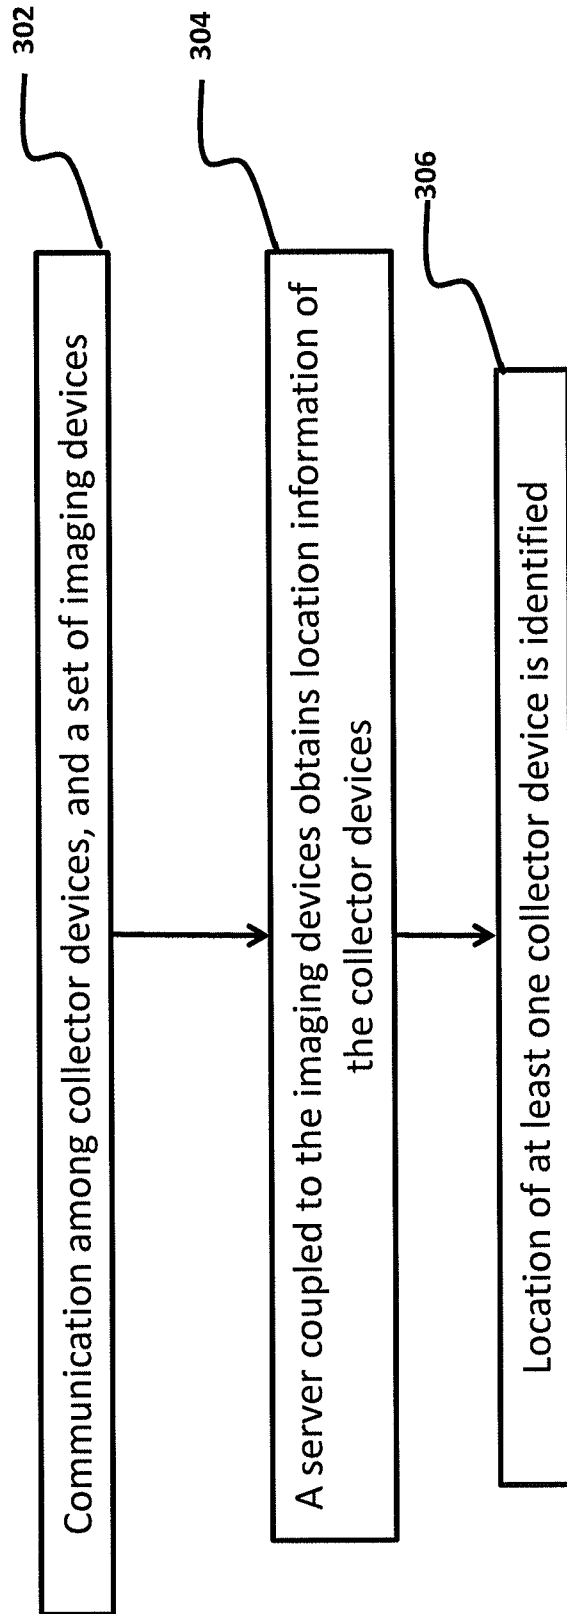 302
Communication among collector devices, and a set of imaging devices
304
A server coupled to the imaging devices obtains location information of
the collector devices
306
Location of at least one collector device is identified